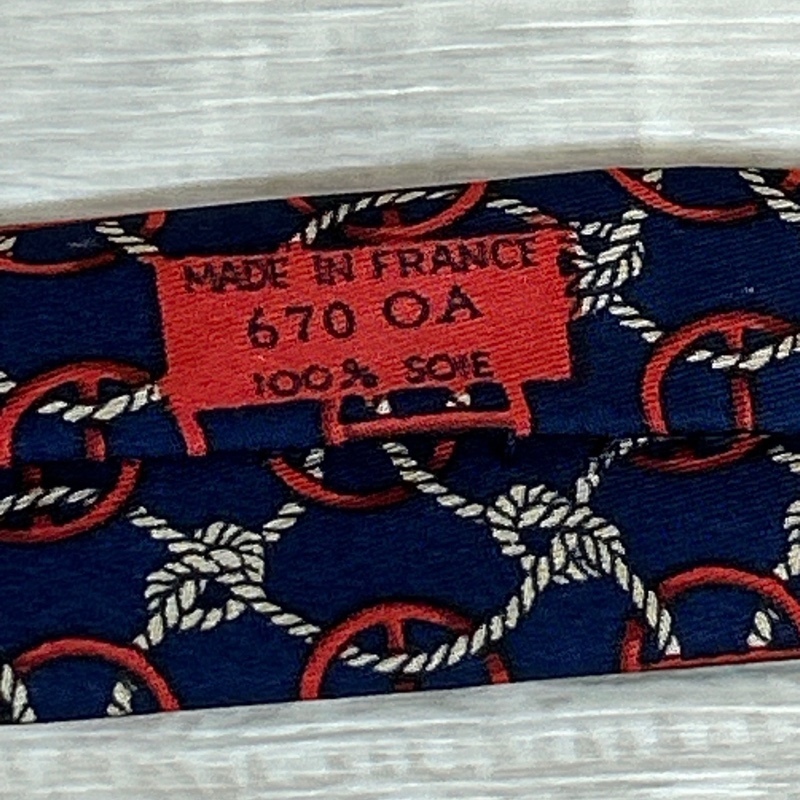 MADE IN FRANCE
670 OA
100% SOIE